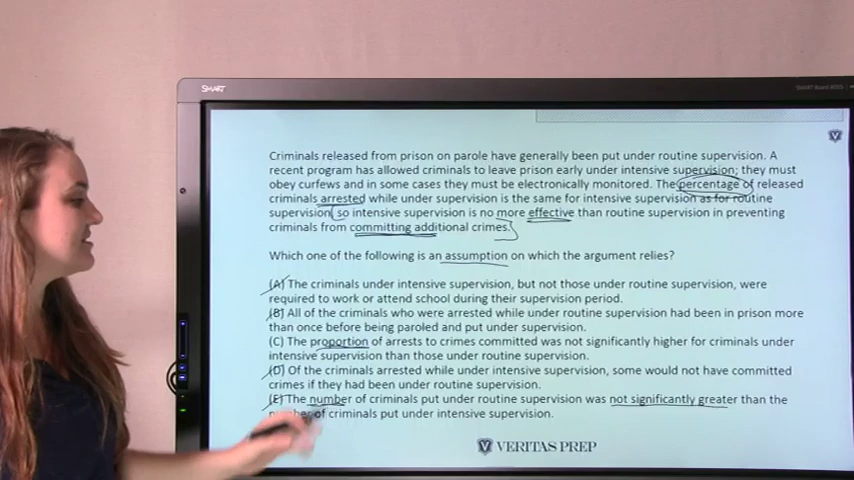 SMART
Criminals released from prison on parole have generally been put under routine supervision. A
recent program has allowed criminals to leave prison early under intensive supervision; they must
obey curfews and in some cases they must be electronically monitored. The percentage of released
criminals arrested while under supervision is the same for intensive supervision as for routine
supervision, so intensive supervision is no more effective than routine supervision in preventing
criminals from committing additional crimes.
Which one of the following is an assumption on which the argument relies?
(A) The criminals under intensive supervision, but not those under routine supervision, were
required to work or attend school during their supervision period.
(B) All of the criminals who were arrested while under routine supervision had been in prison more
than once before being paroled and put under supervision.
(C) The proportion of arrests to crimes committed was not significantly higher for criminals under
intensive supervision than those under routine supervision.
(D) Of the criminals arrested while under intensive supervision, some would not have committed
crimes if they had been under routine supervision.
(E) The number of criminals put under routine supervision was not significantly greater than the
number of criminals put under intensive supervision.
VERITAS PREP